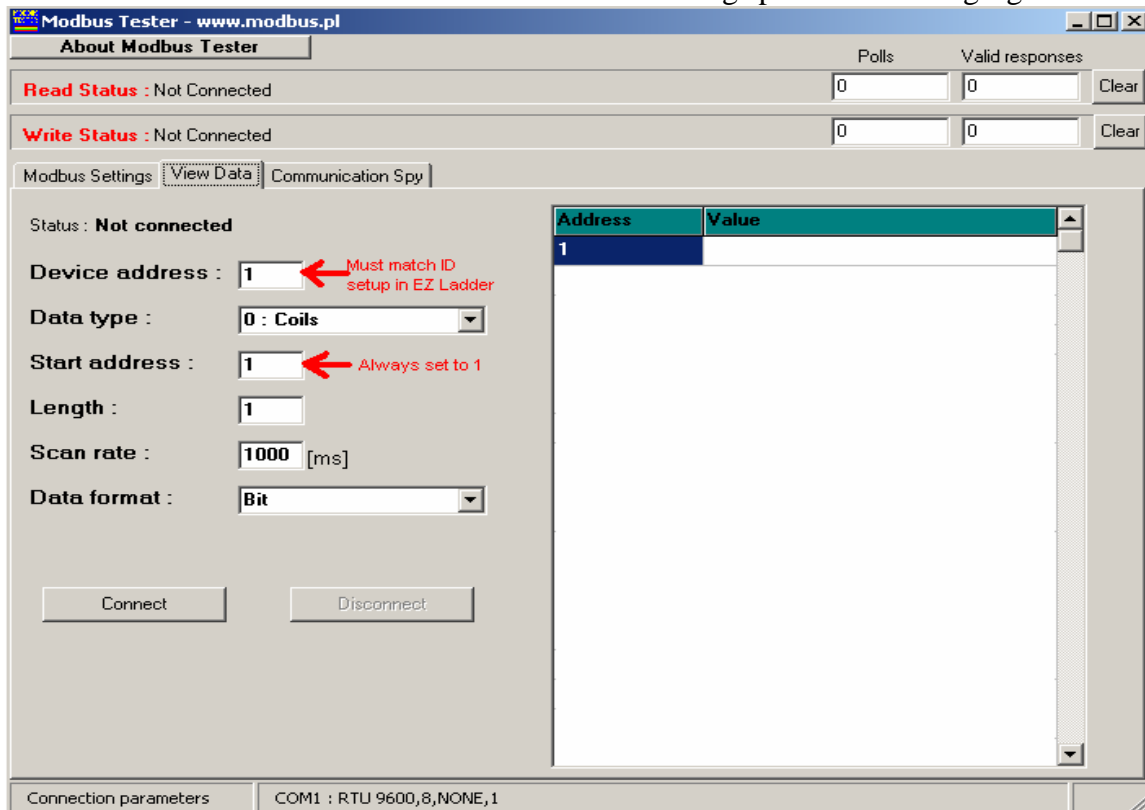 Modbus Tester - www.modbus.pl
About Modbus Tester
Polls Valid responses
Read Status : Not Connected 0 0 Clear
Write Status : Not Connected 0 0 Clear
Modbus Settings View Data Communication Spy
Status : Not connected
Device address : 1
Must match ID
setup in EZ Ladder
Data type : 0 : Coils
Start address : 1 Always set to 1
Length : 1
Scan rate : 1000 [ms]
Data format : Bit
Connect Disconnect
Address Value
1
Connection parameters COM1 : RTU 9600,8,NONE,1